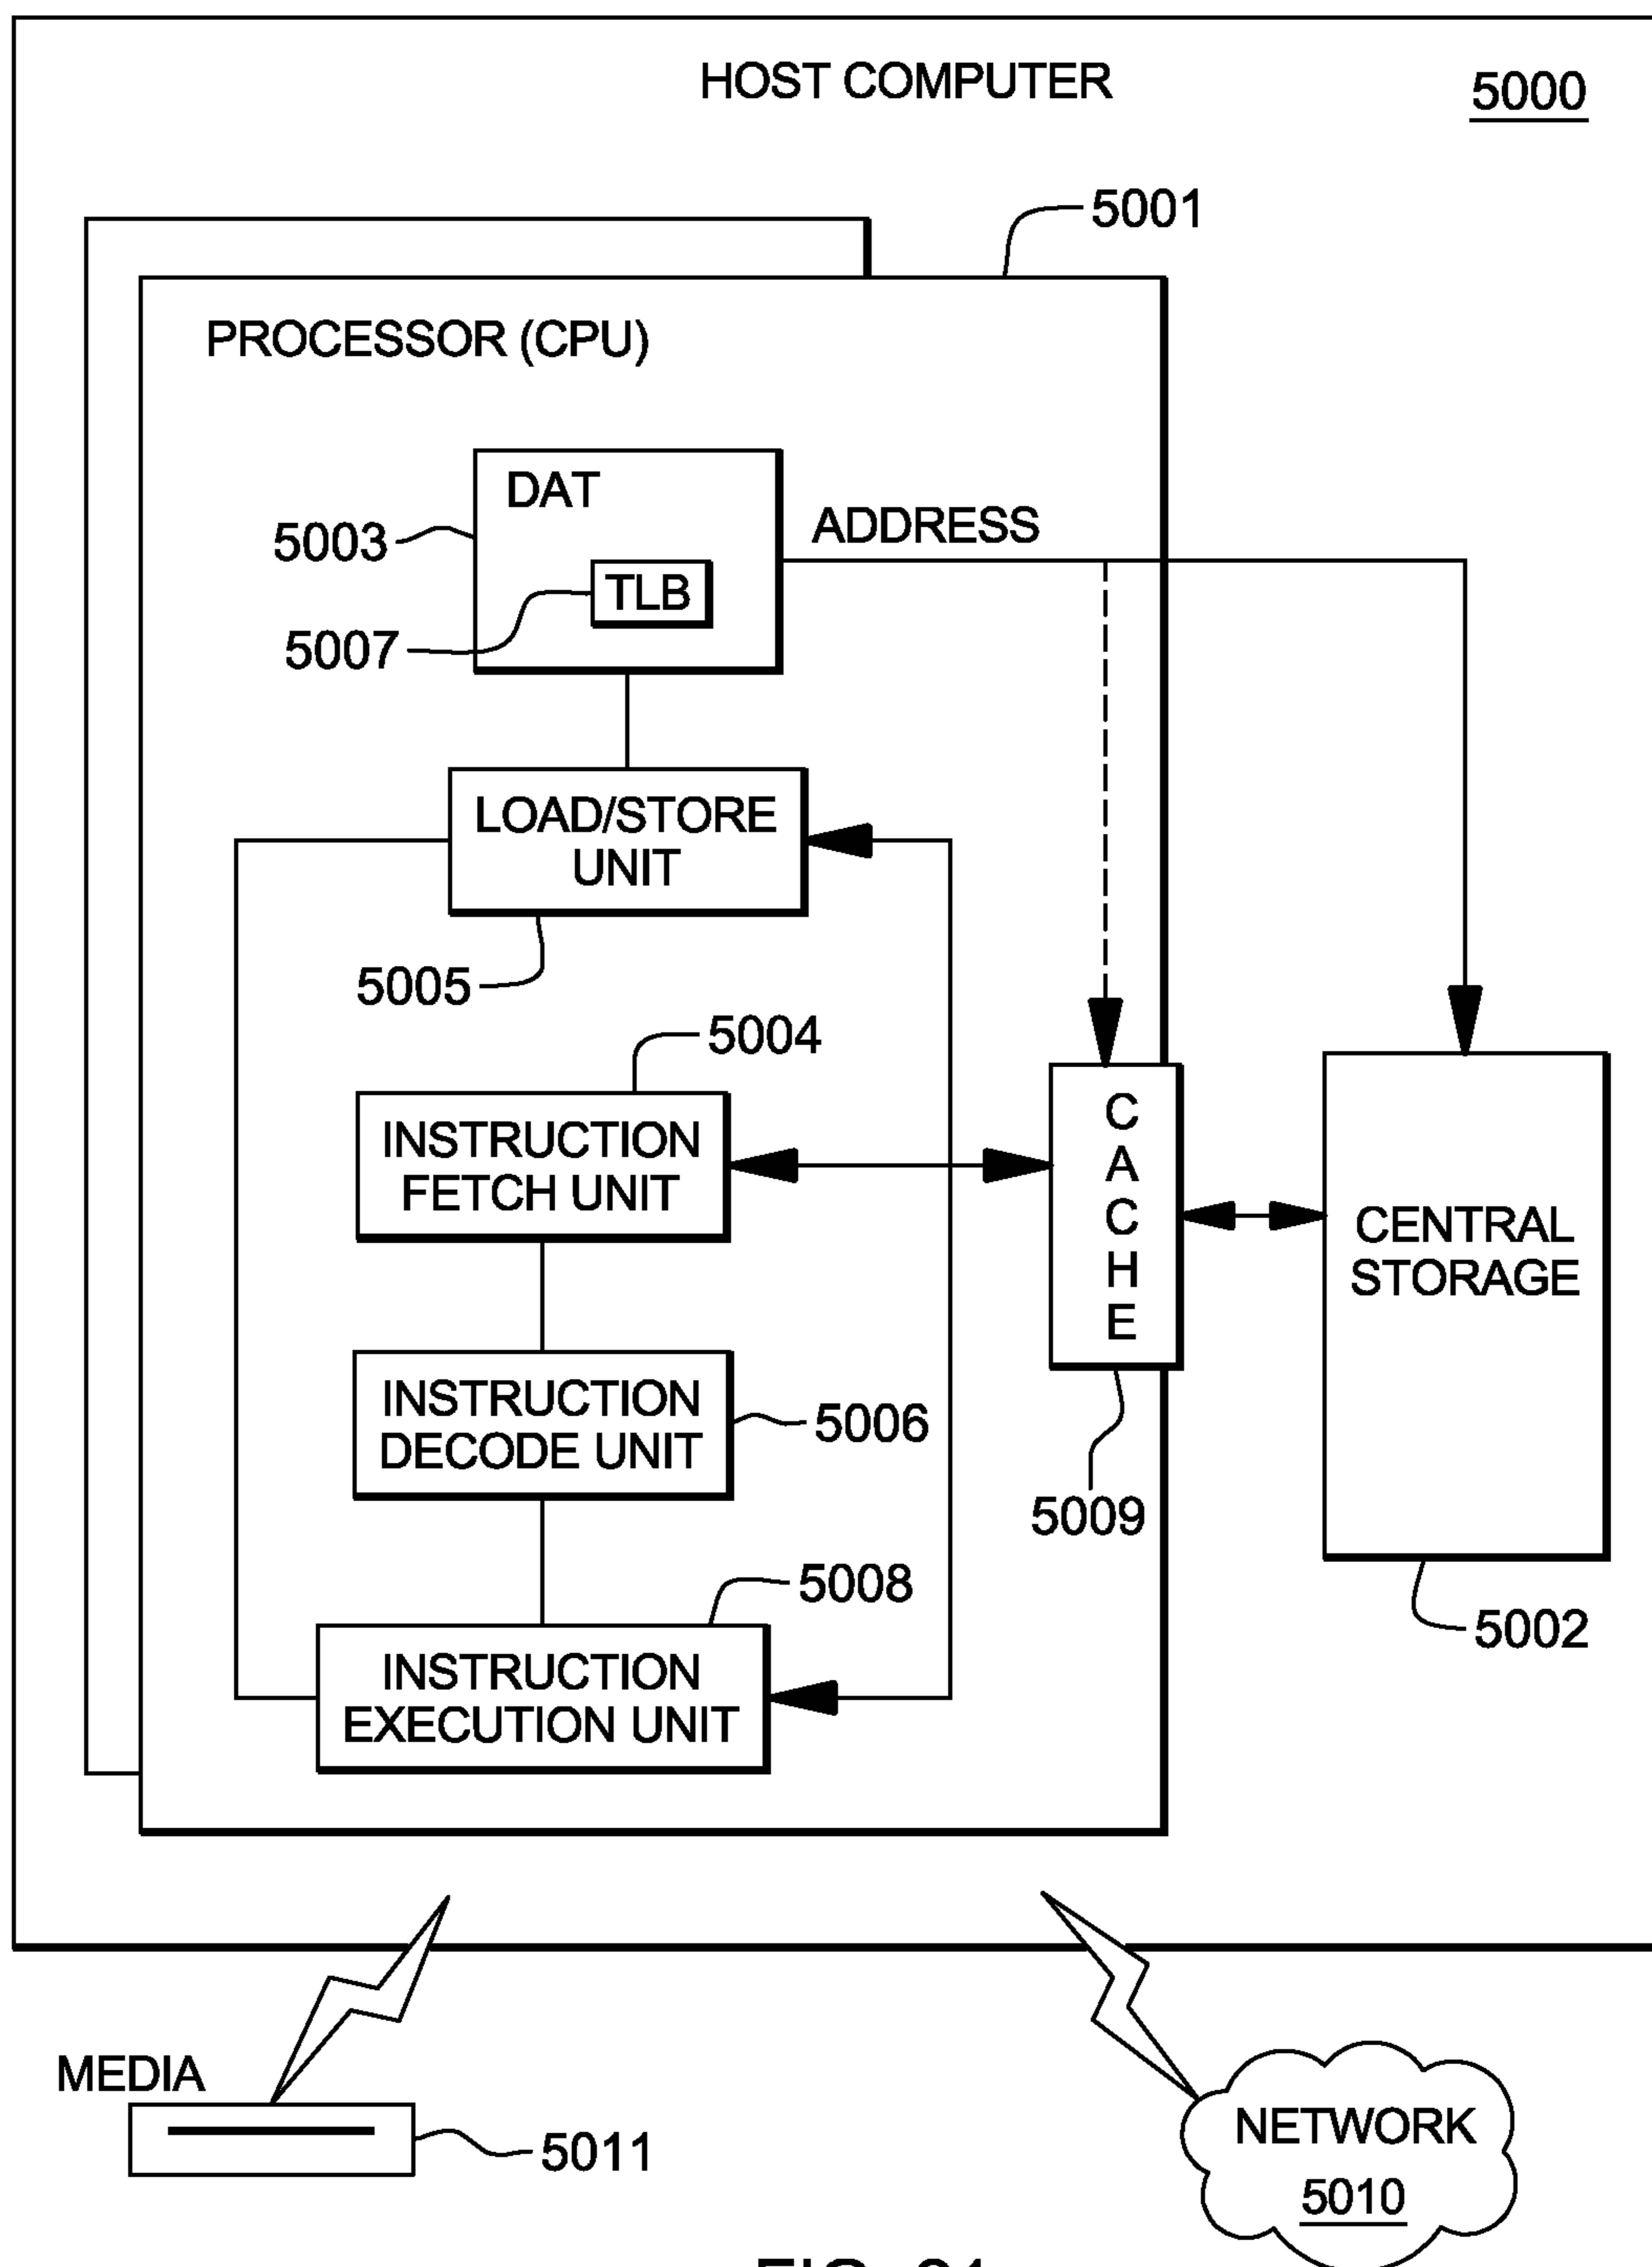 HOST COMPUTER
5000
5001
PROCESSOR (CPU)
DAT
5003
ADDRESS
TLB
5007
LOAD/STORE
UNIT
5005
5004
INSTRUCTION
FETCH UNIT
C
A
C
H
E
CENTRAL
STORAGE
INSTRUCTION
DECODE UNIT
5006
5009
5008
5002
INSTRUCTION
EXECUTION UNIT
MEDIA
5011
NETWORK
5010